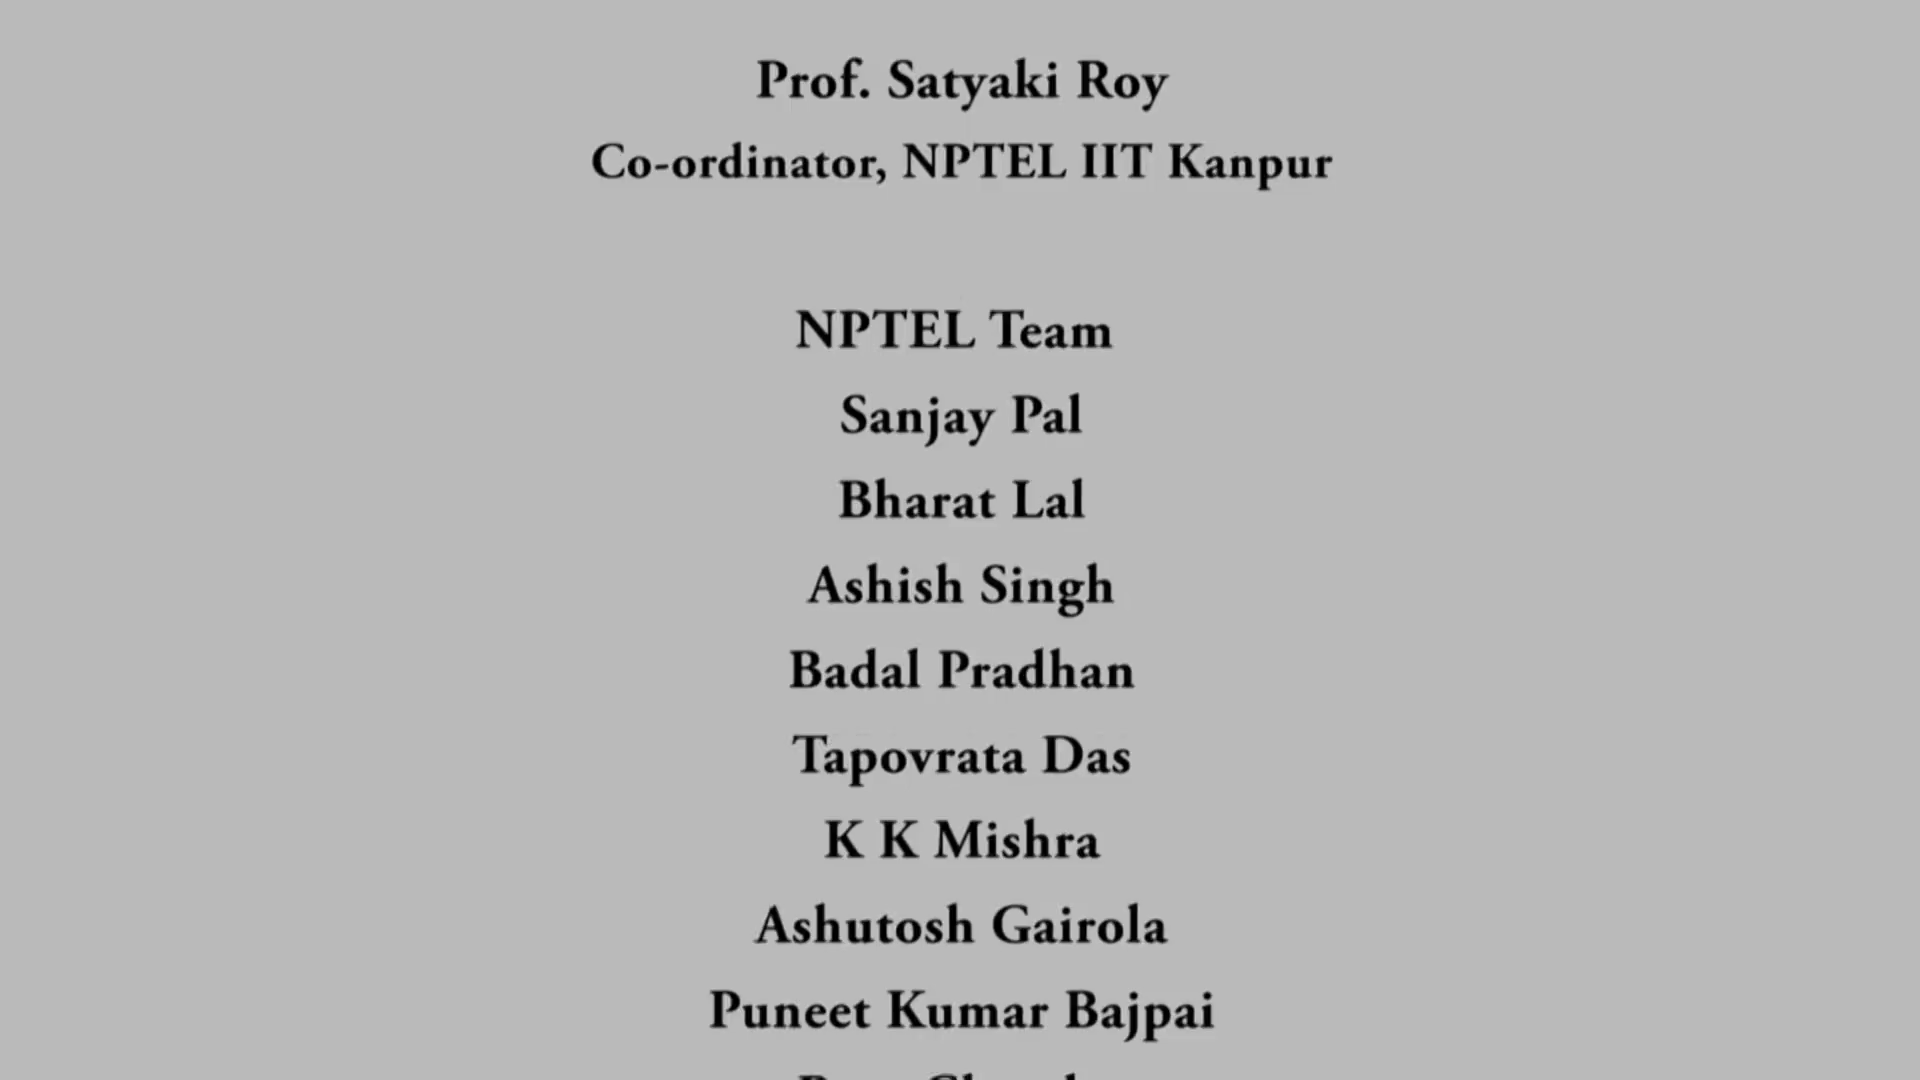 Prof. Satyaki Roy
Co-ordinator, NPTEL IIT Kanpur
NPTEL Team
Sanjay Pal
Bharat Lal
Ashish Singh
Badal Pradhan
Tapovrata Das
K K Mishra
Ashutosh Gairola
Puneet Kumar Bajpai